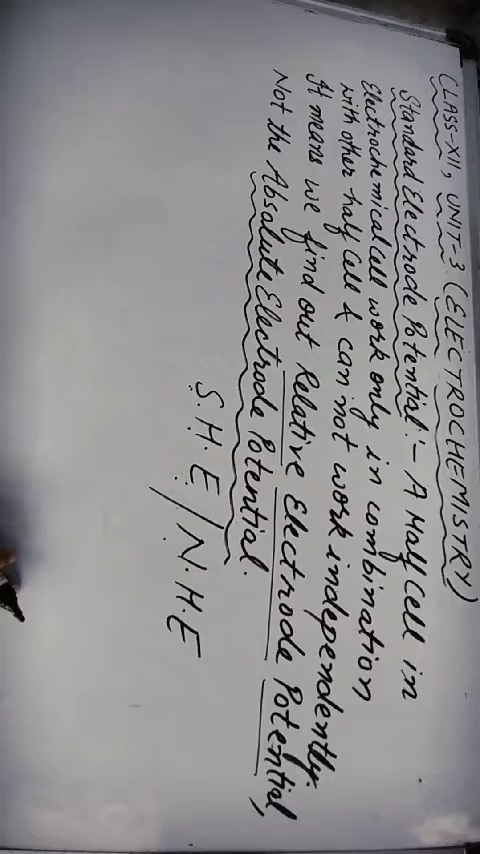 CLASS-XII, UNIT-3 (ELECTROCHEMISTRY)
Standard Electrode Potential:- A Half cell in
Electrochemical cell work only in combination
with other half cell & can not work independently.
It means we find out Relative Electrode Potential,
Not the Absolute Electrode Potential.
S.H.E/N.H.E